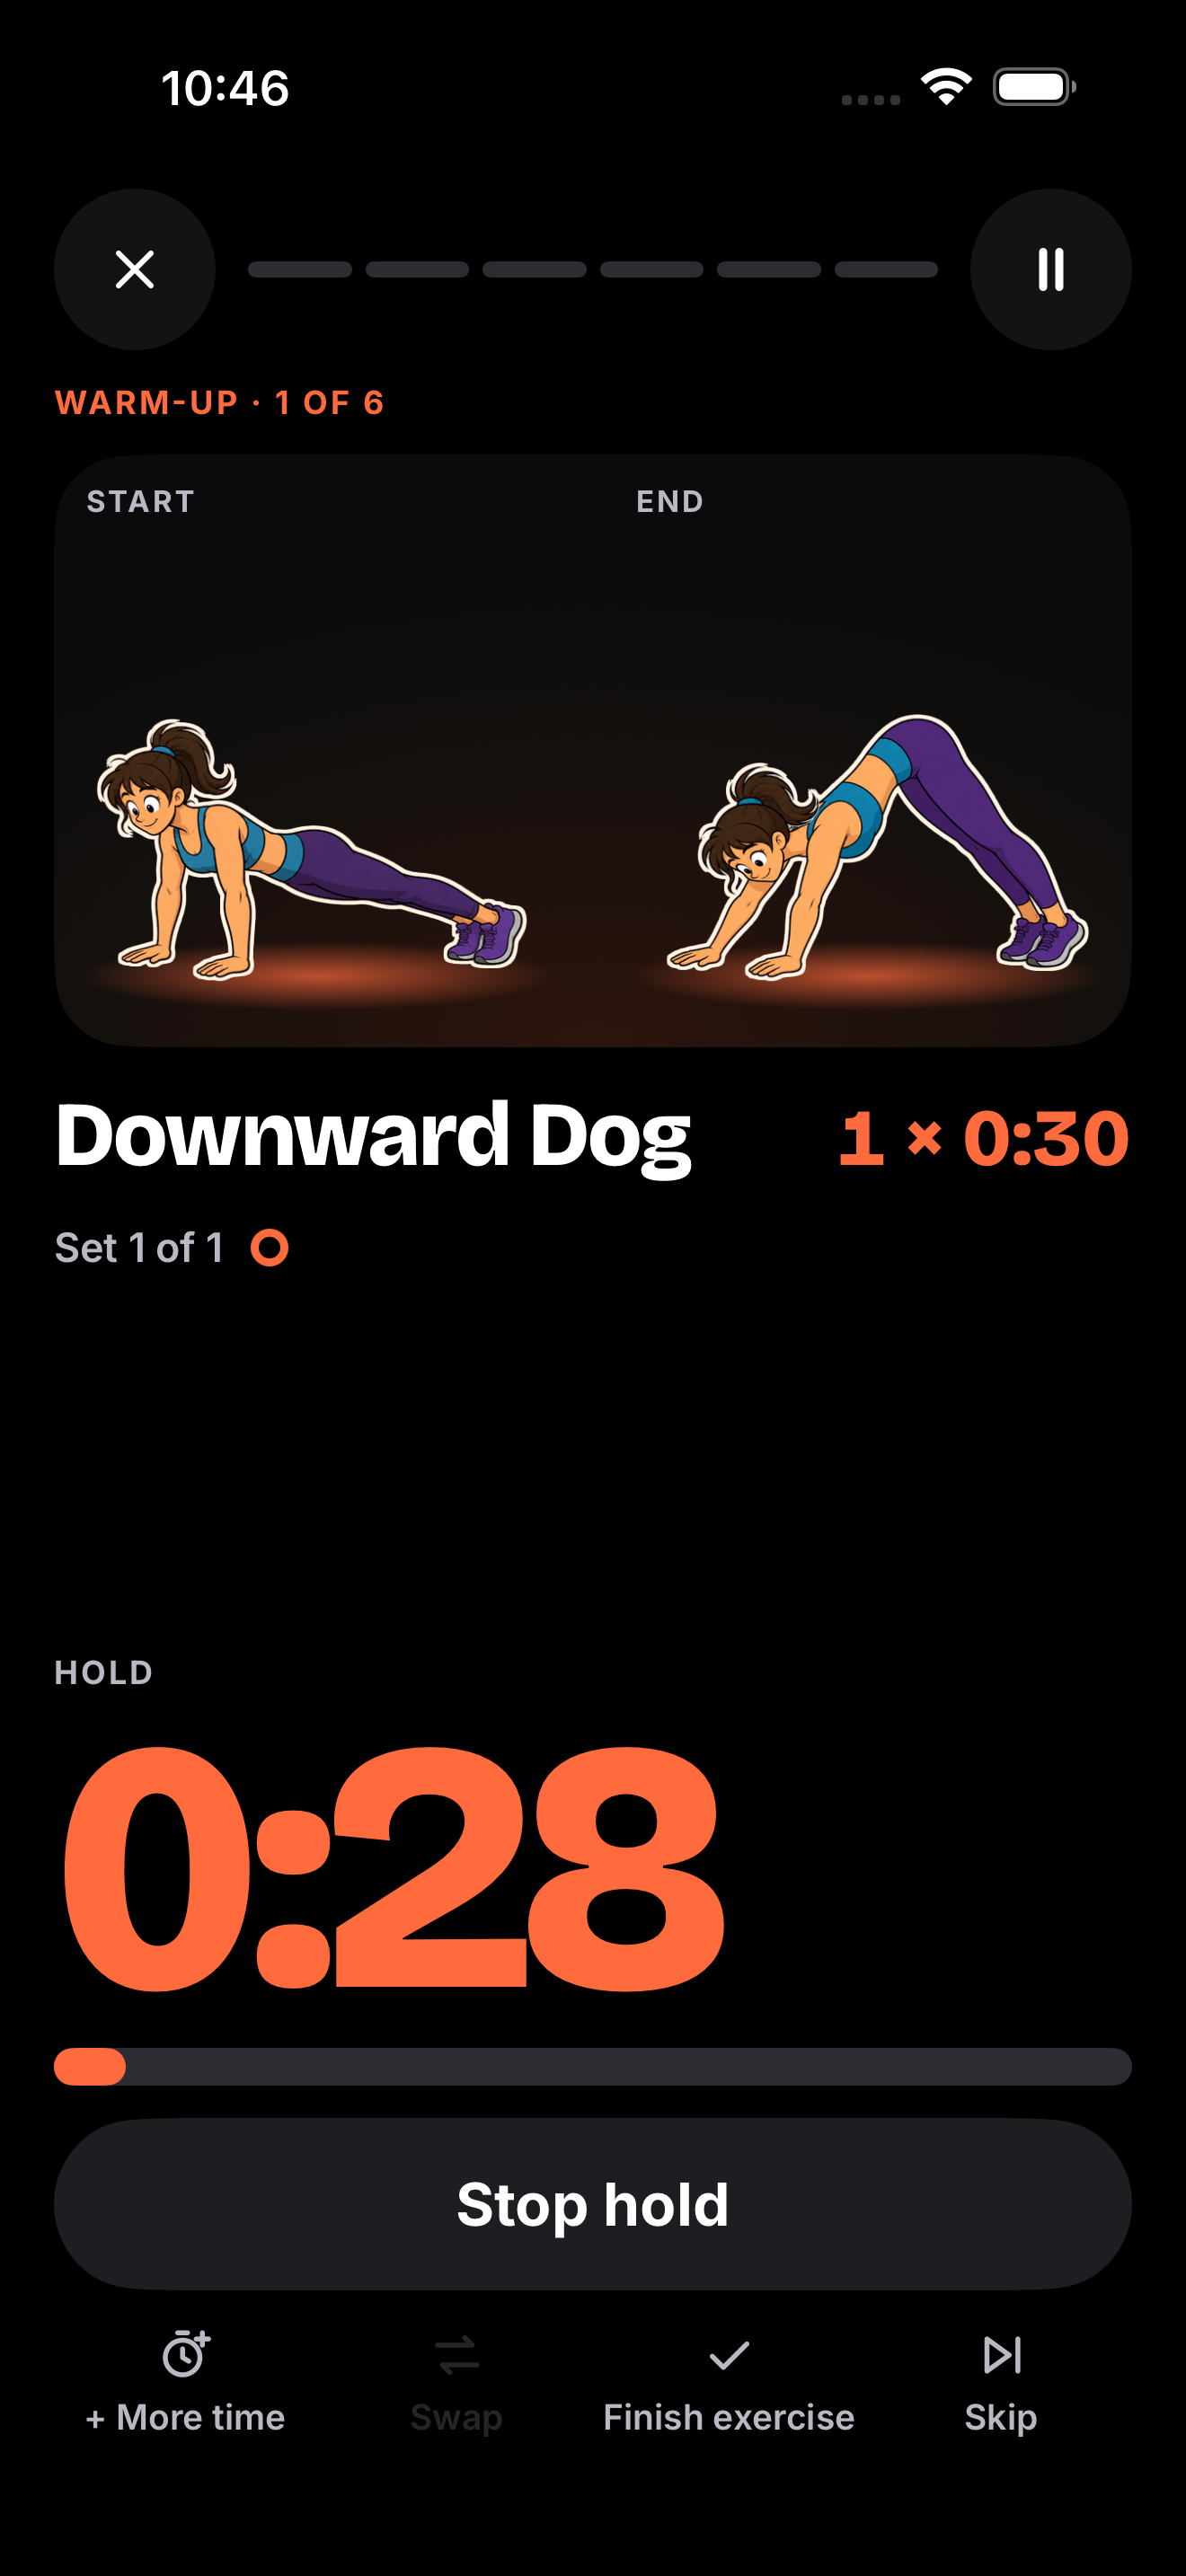 10:46
WARM-UP · 1 OF 6
START END
Downward Dog 1 × 0:30
Set 1 of 1
HOLD
0:28
Stop hold
+ More time Swap Finish exercise Skip